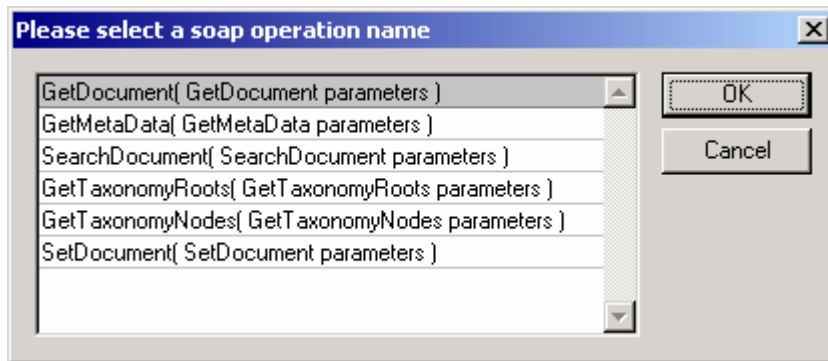 Please select a soap operation name
GetDocument( GetDocument parameters )
OK
GetMetaData( GetMetaData parameters )
SearchDocument( SearchDocument parameters )
Cancel
GetTaxonomyRoots( GetTaxonomyRoots parameters )
GetTaxonomyNodes( GetTaxonomyNodes parameters )
SetDocument( SetDocument parameters )